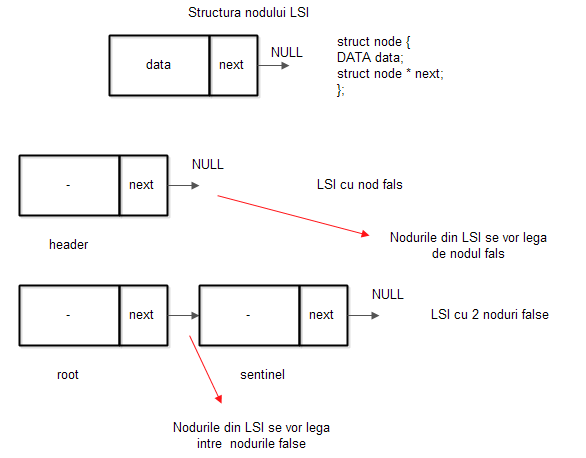 Structura nodului LSI
data
next
NULL
struct node {
DATA data;
struct node * next;
};
-
next
NULL
LSI cu nod fals
header
Nodurile din LSI se vor lega
de nodul fals
-
next
-
next
NULL
LSI cu 2 noduri false
root
sentinel
Nodurile din LSI se vor lega
intre nodurile false